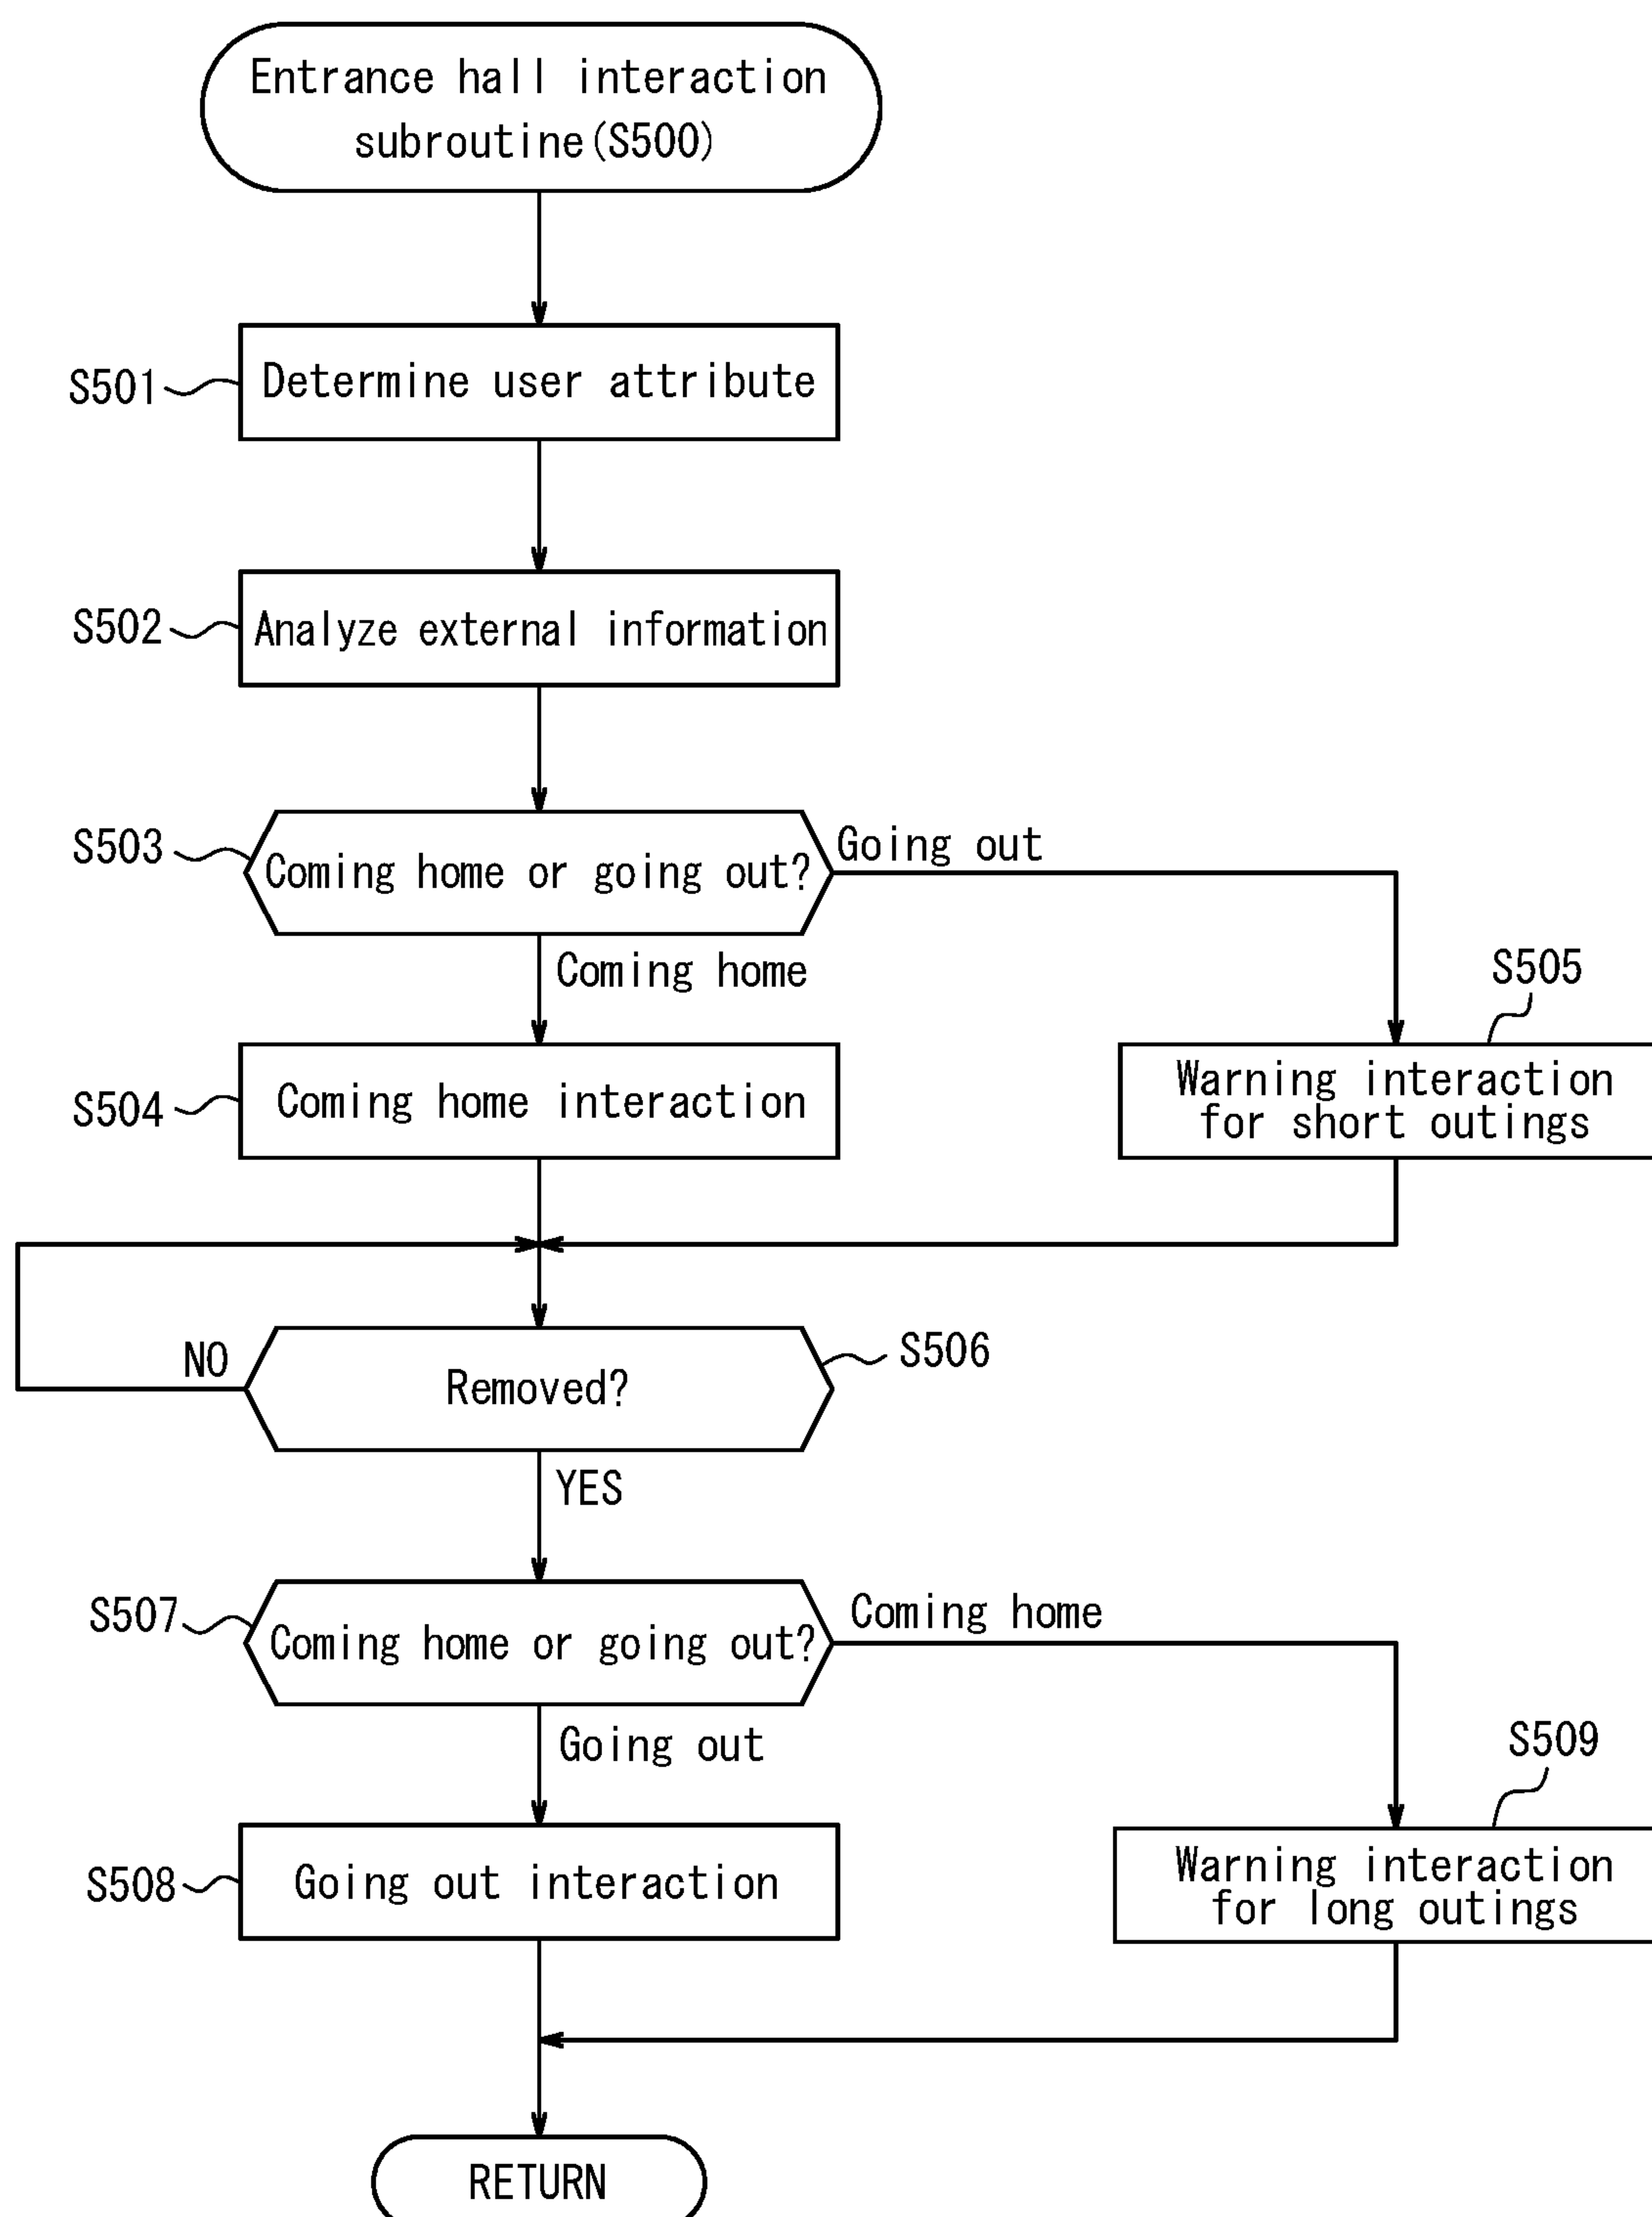 Entrance hall interaction
subroutine(S500)
S501
Determine user attribute
S502
Analyze external information
S503
Coming home or going out?
Going out
Coming home
S505
S504
Coming home interaction
Warning interaction
for short outings
NO
Removed?
S506
YES
S507
Coming home or going out?
Coming home
Going out
S509
S508
Going out interaction
Warning interaction
for long outings
RETURN